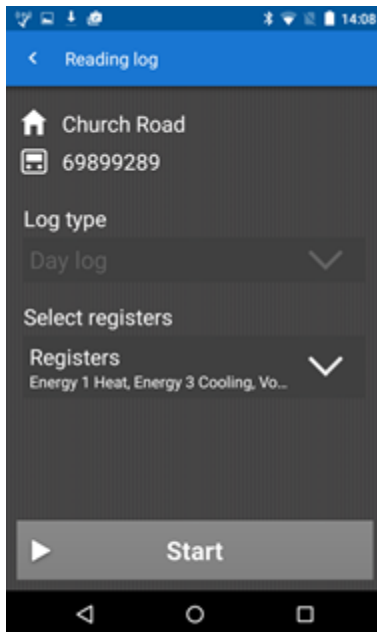 14:08
Reading log
Church Road
69899289
Log type
Day log
Select registers
Registers
Energy 1 Heat, Energy 3 Cooling, Vo...
Start